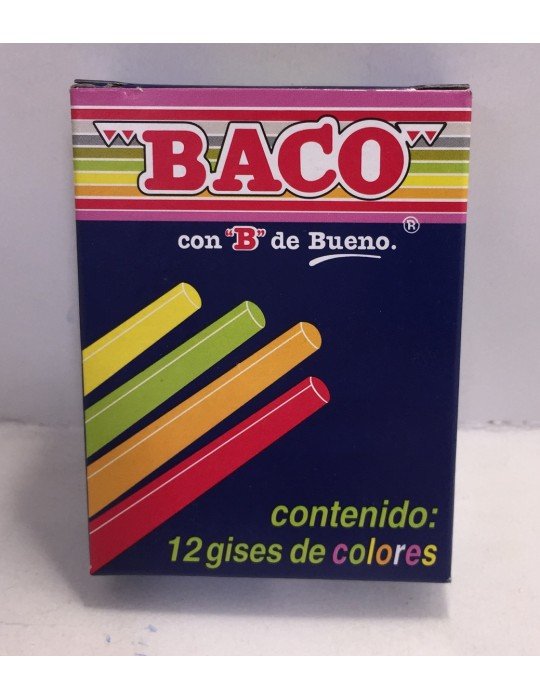 "BACO"
con "B" de Bueno.®
contenido:
12 gises de colores